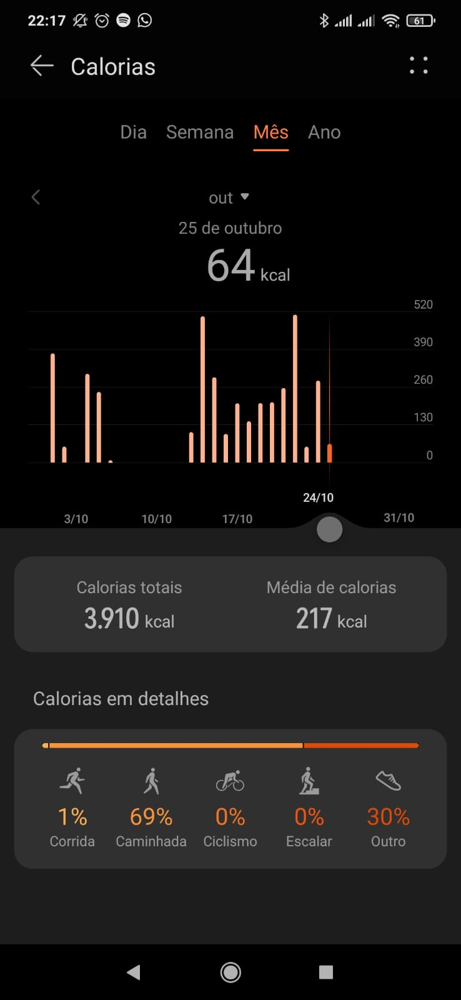 22:17 61
Calorias
Dia Semana Mês Ano
out
25 de outubro
64 kcal
520
390
260
130
0
24/10
3/10 10/10 17/10 31/10
Calorias totais Média de calorias
3.910 kcal 217 kcal
Calorias em detalhes
1% 69% 0% 0% 30%
Corrida Caminhada Ciclismo Escalar Outro